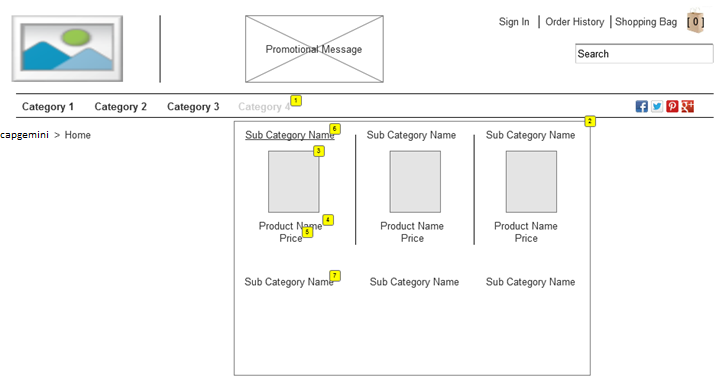 Sign In Order History Shopping Bag [ 0 ]
Promotional Message
Search
Category 1 Category 2 Category 3 Category 4 1
capgemini > Home
2
Sub Category Name 6 Sub Category Name Sub Category Name
3
Product Name 4 Product Name Product Name
Price 5 Price Price
Sub Category Name 7 Sub Category Name Sub Category Name